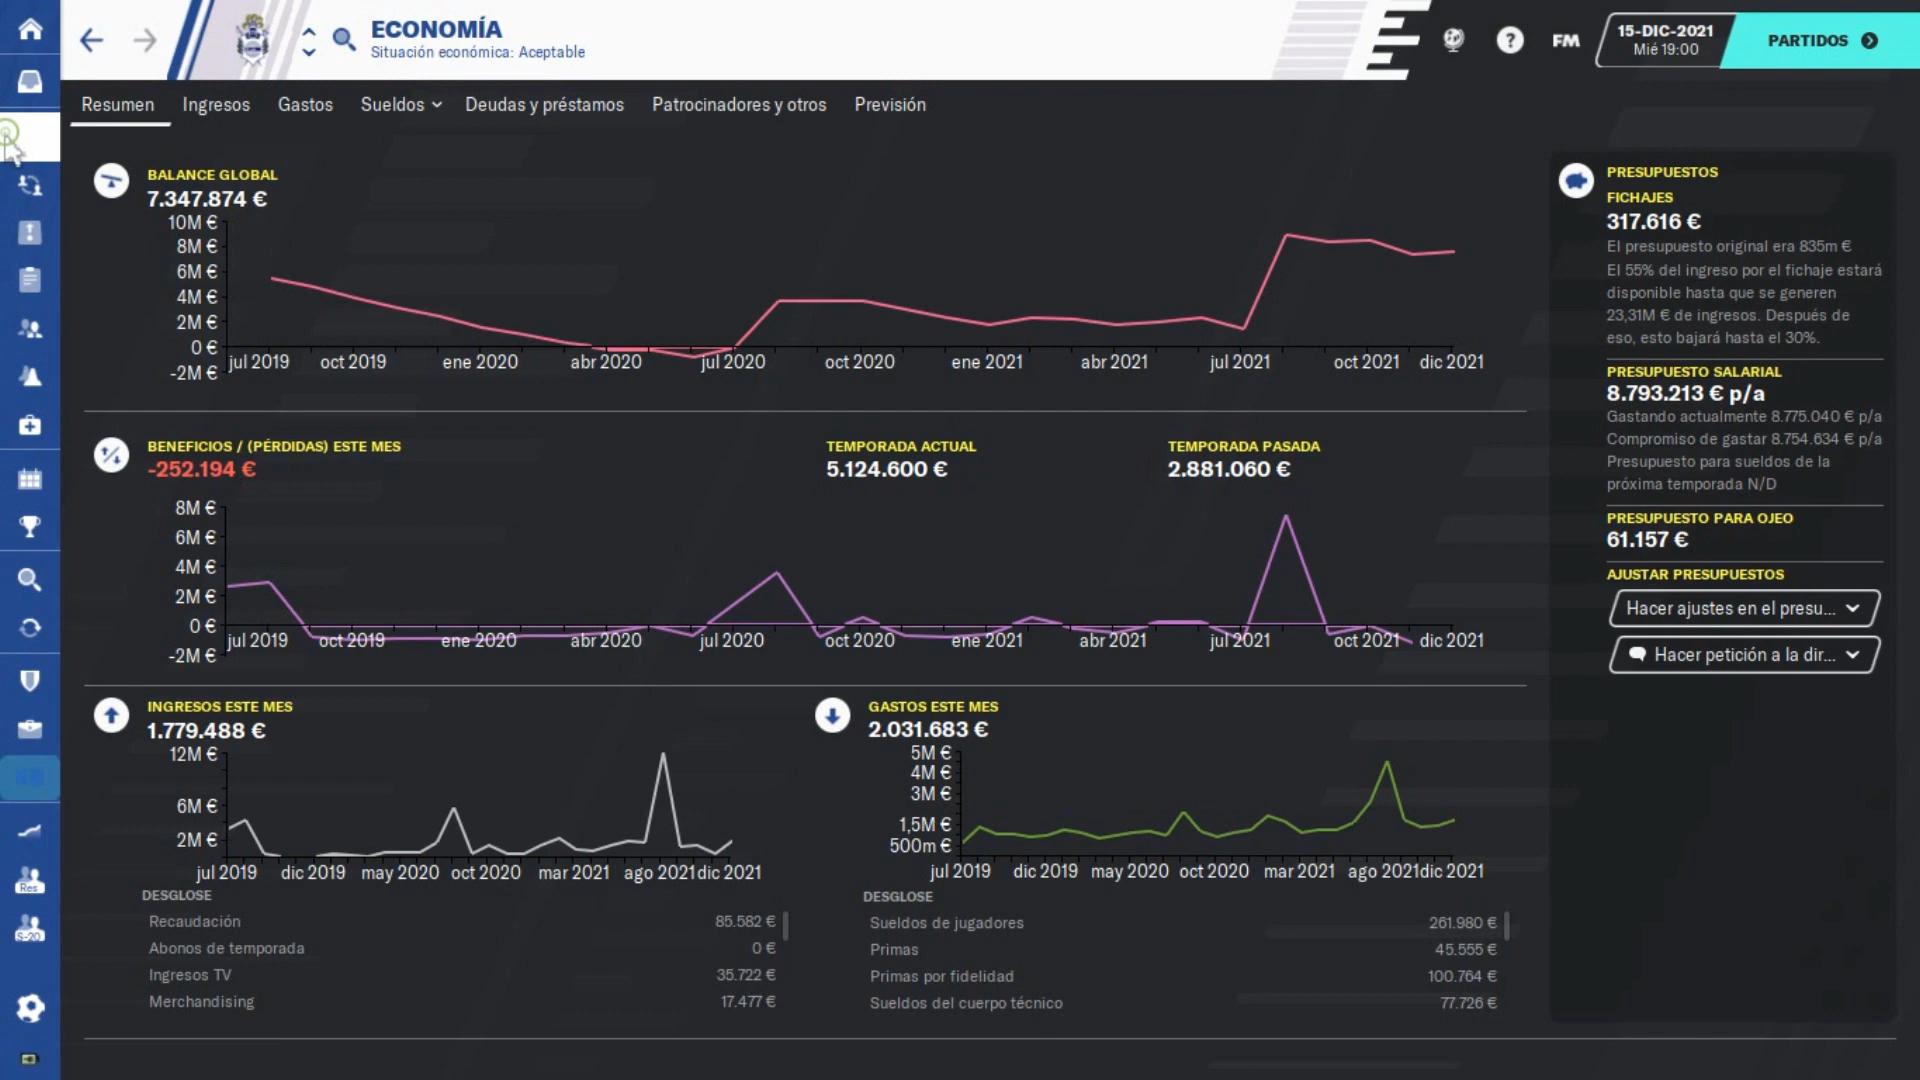 ECONOMÍA
Situación económica: Aceptable
FM
15-DIC-2021
Mié 19:00
PARTIDOS
Resumen
Ingresos
Gastos
Sueldos
Deudas y préstamos
Patrocinadores y otros
Previsión
BALANCE GLOBAL
7.347.874 €
10M €
8M €
6M €
4M €
2M €
0 €
-2M €
jul 2019
oct 2019
ene 2020
abr 2020
jul 2020
oct 2020
ene 2021
abr 2021
jul 2021
oct 2021
dic 2021
BENEFICIOS / (PÉRDIDAS) ESTE MES
-252.194 €
TEMPORADA ACTUAL
5.124.600 €
TEMPORADA PASADA
2.881.060 €
8M €
6M €
4M €
2M €
0 €
-2M €
jul 2019
oct 2019
ene 2020
abr 2020
jul 2020
oct 2020
ene 2021
abr 2021
jul 2021
oct 2021
dic 2021
INGRESOS ESTE MES
1.779.488 €
12M €
6M €
2M €
jul 2019
dic 2019
may 2020
oct 2020
mar 2021
ago 2021
dic 2021
DESGLOSE
Recaudación 85.582 €
Abonos de temporada 0 €
Ingresos TV 35.722 €
Merchandising 17.477 €
GASTOS ESTE MES
2.031.683 €
5M €
4M €
3M €
1,5M €
500m €
jul 2019
dic 2019
may 2020
oct 2020
mar 2021
ago 2021
dic 2021
DESGLOSE
Sueldos de jugadores 261.980 €
Primas 45.555 €
Primas por fidelidad 100.764 €
Sueldos del cuerpo técnico 77.726 €
PRESUPUESTOS
FICHAJES
317.616 €
El presupuesto original era 835m €
El 55% del ingreso por el fichaje estará
disponible hasta que se generen
23,31M € de ingresos. Después de
eso, esto bajará hasta el 30%.
PRESUPUESTO SALARIAL
8.793.213 € p/a
Gastando actualmente 8.775.040 € p/a
Compromiso de gastar 8.754.634 € p/a
Presupuesto para sueldos de la
próxima temporada N/D
PRESUPUESTO PARA OJEO
61.157 €
AJUSTAR PRESUPUESTOS
Hacer ajustes en el presu...
Hacer petición a la dir...
Res
S-20